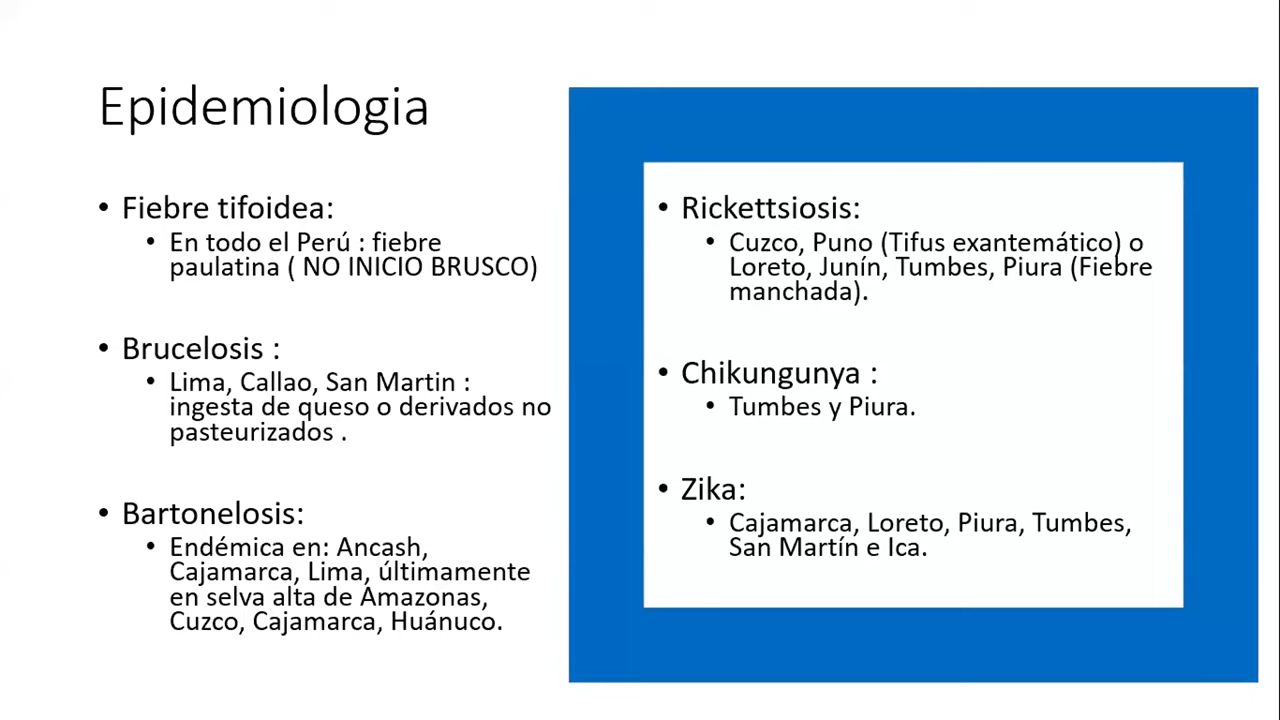 Epidemiologia
• Fiebre tifoidea:
• En todo el Perú : fiebre
paulatina ( NO INICIO BRUSCO)
• Brucelosis :
• Lima, Callao, San Martin :
ingesta de queso o derivados no
pasteurizados .
• Bartonelosis:
• Endémica en: Ancash,
Cajamarca, Lima, últimamente
en selva alta de Amazonas,
Cuzco, Cajamarca, Huánuco.
• Rickettsiosis:
• Cuzco, Puno (Tifus exantemático) o
Loreto, Junín, Tumbes, Piura (Fiebre
manchada).
• Chikungunya :
• Tumbes y Piura.
• Zika:
• Cajamarca, Loreto, Piura, Tumbes,
San Martín e Ica.